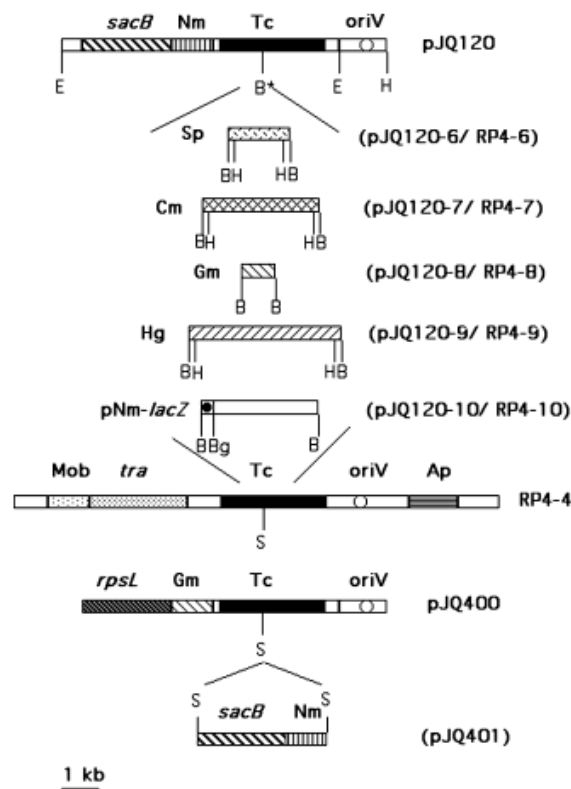 sacB Nm Tc oriV
pJQ120
E B* E H
Sp (pJQ120-6/ RP4-6)
BH HB
Cm (pJQ120-7/ RP4-7)
BH HB
Gm (pJQ120-8/ RP4-8)
B B
Hg (pJQ120-9/ RP4-9)
BH HB
pNm-lacZ (pJQ120-10/ RP4-10)
BBg B
Mob tra Tc oriV Ap
RP4-4
S
rpsL Gm Tc oriV
pJQ400
S
S S
sacB Nm
(pJQ401)
1 kb